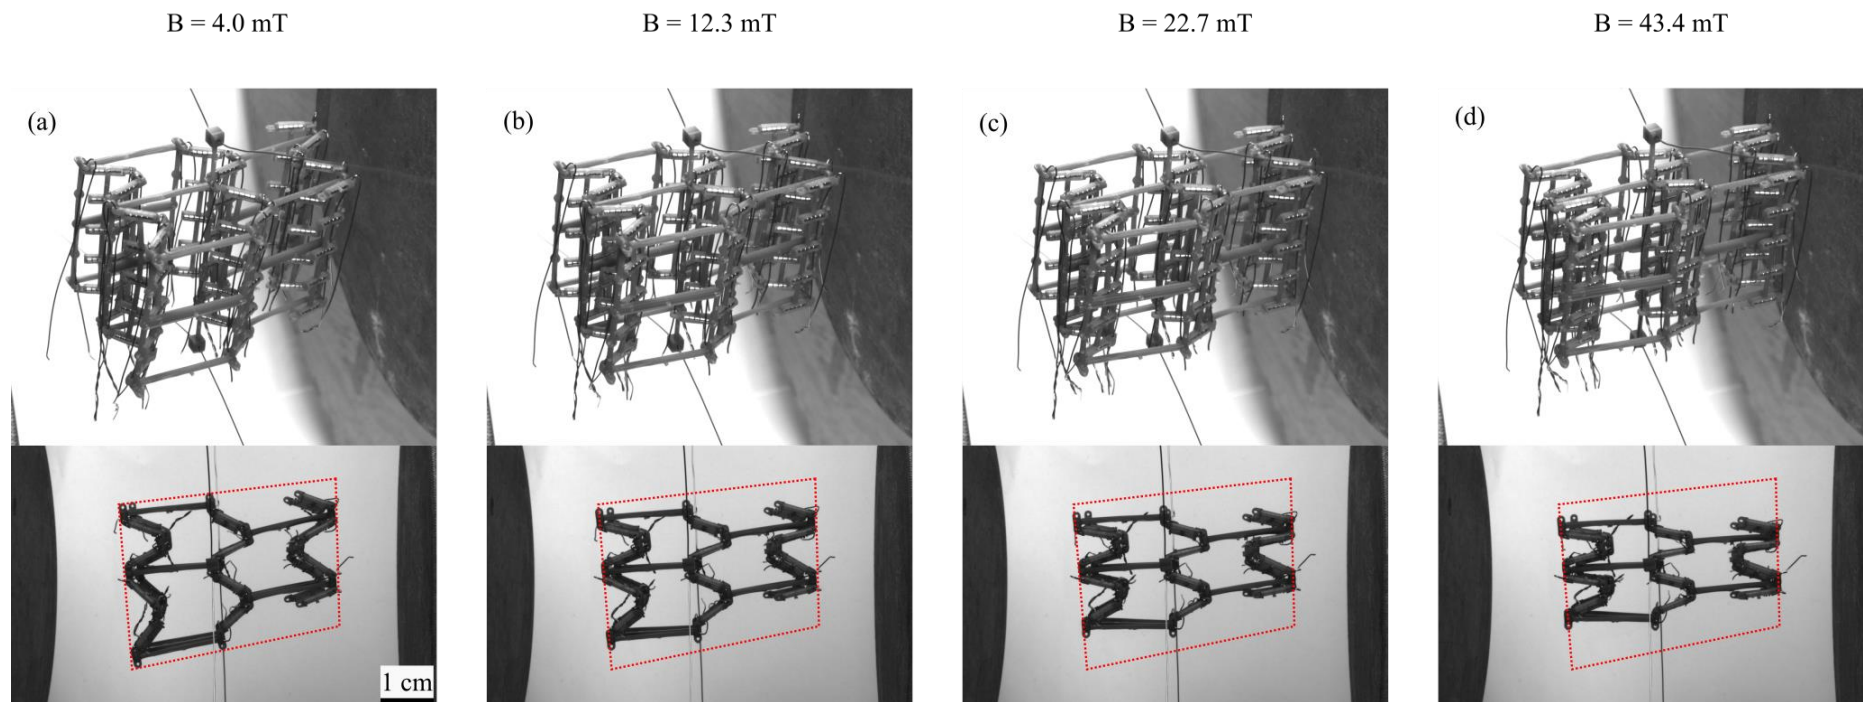 B = 4.0 mT
B = 12.3 mT
B = 22.7 mT
B = 43.4 mT
(a)
(b)
(c)
(d)
1 cm